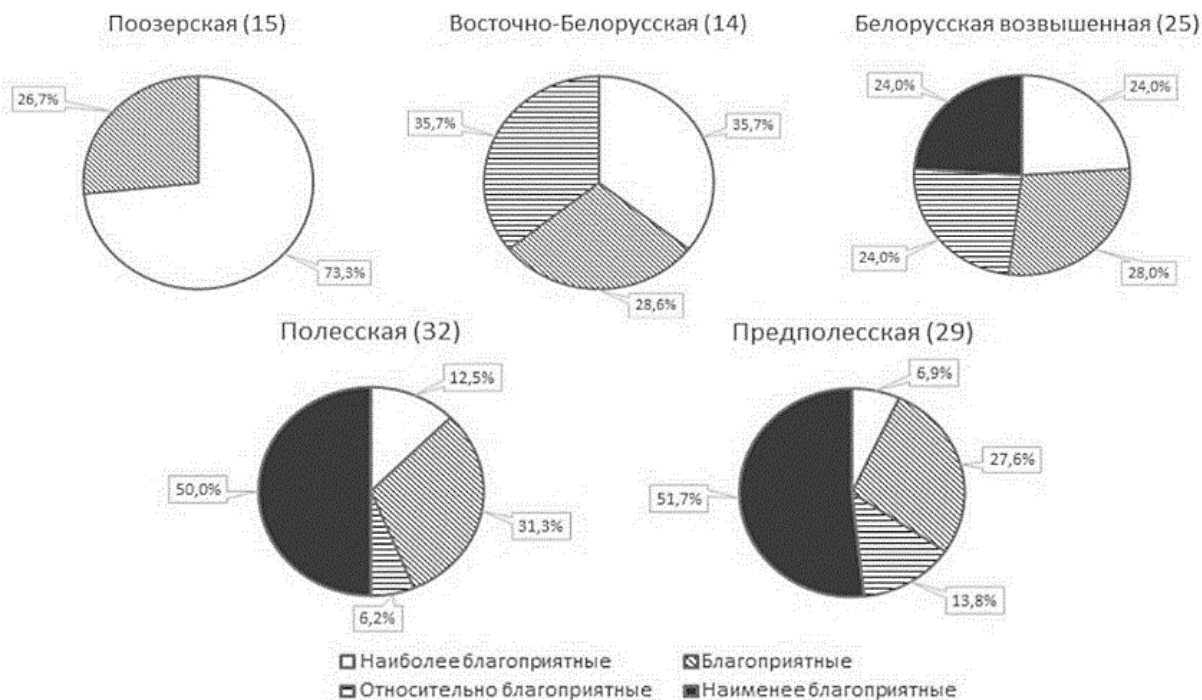 Поозерская (15)
Восточно-Белорусская (14)
Белорусская возвышенная (25)
26,7%
73,3%
35,7%
35,7%
28,6%
24,0%
24,0%
24,0%
28,0%
Полесская (32)
Предполесская (29)
12,5%
50,0%
31,3%
6,2%
6,9%
27,6%
51,7%
13,8%
Наиболее благоприятные
Благоприятные
Относительно благоприятные
Наименее благоприятные